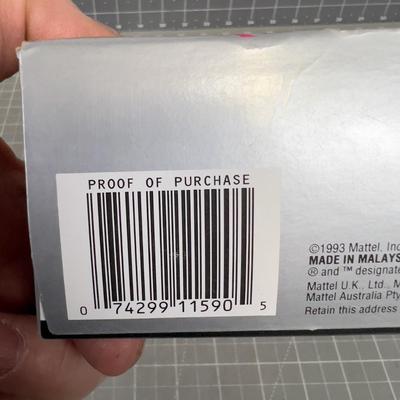 PROOF OF PURCHASE
0 74299 11590 5
©1993 Mattel, Inc
MADE IN MALAYS
® and ™ designate
Mattel U.K., Ltd., M
Mattel Australia Pty
Retain this address